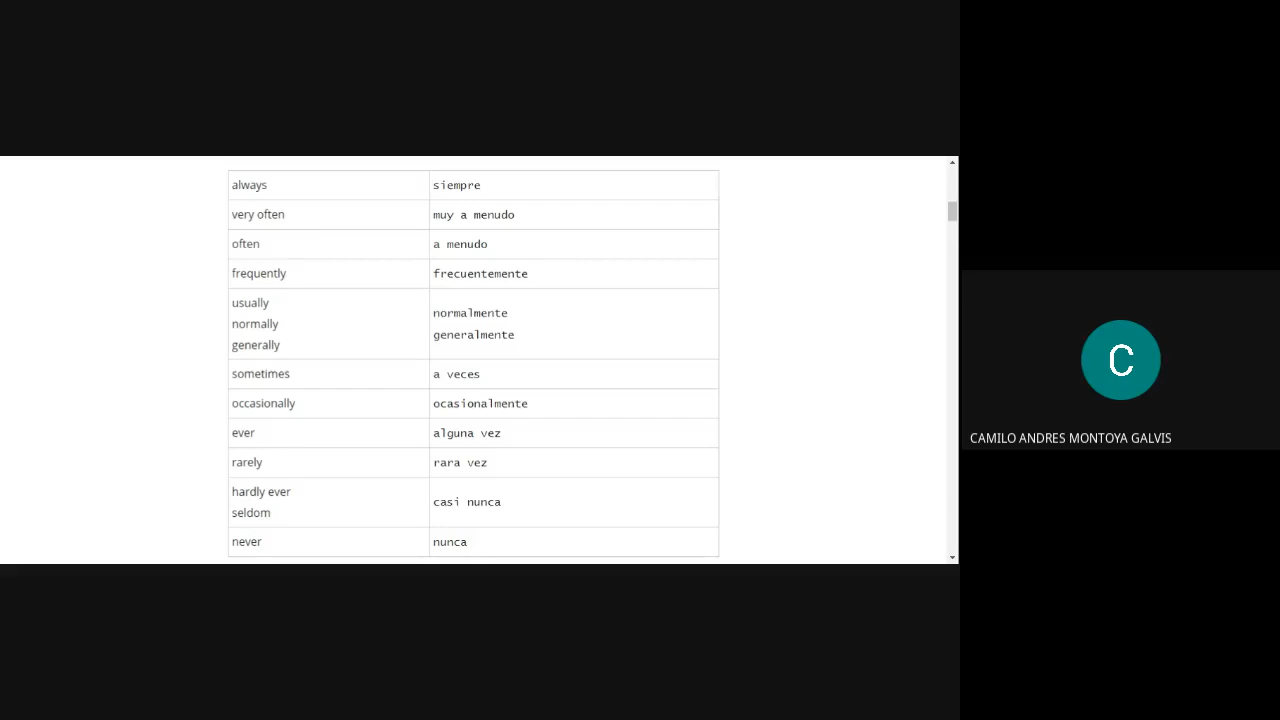 always siempre
very often muy a menudo
often a menudo
frequently frecuentemente
usually
normally
generally
normalmente
generalmente
sometimes a veces
occasionally ocasionalmente
ever alguna vez
rarely rara vez
hardly ever
seldom
casi nunca
never nunca
C
CAMILO ANDRES MONTOYA GALVIS